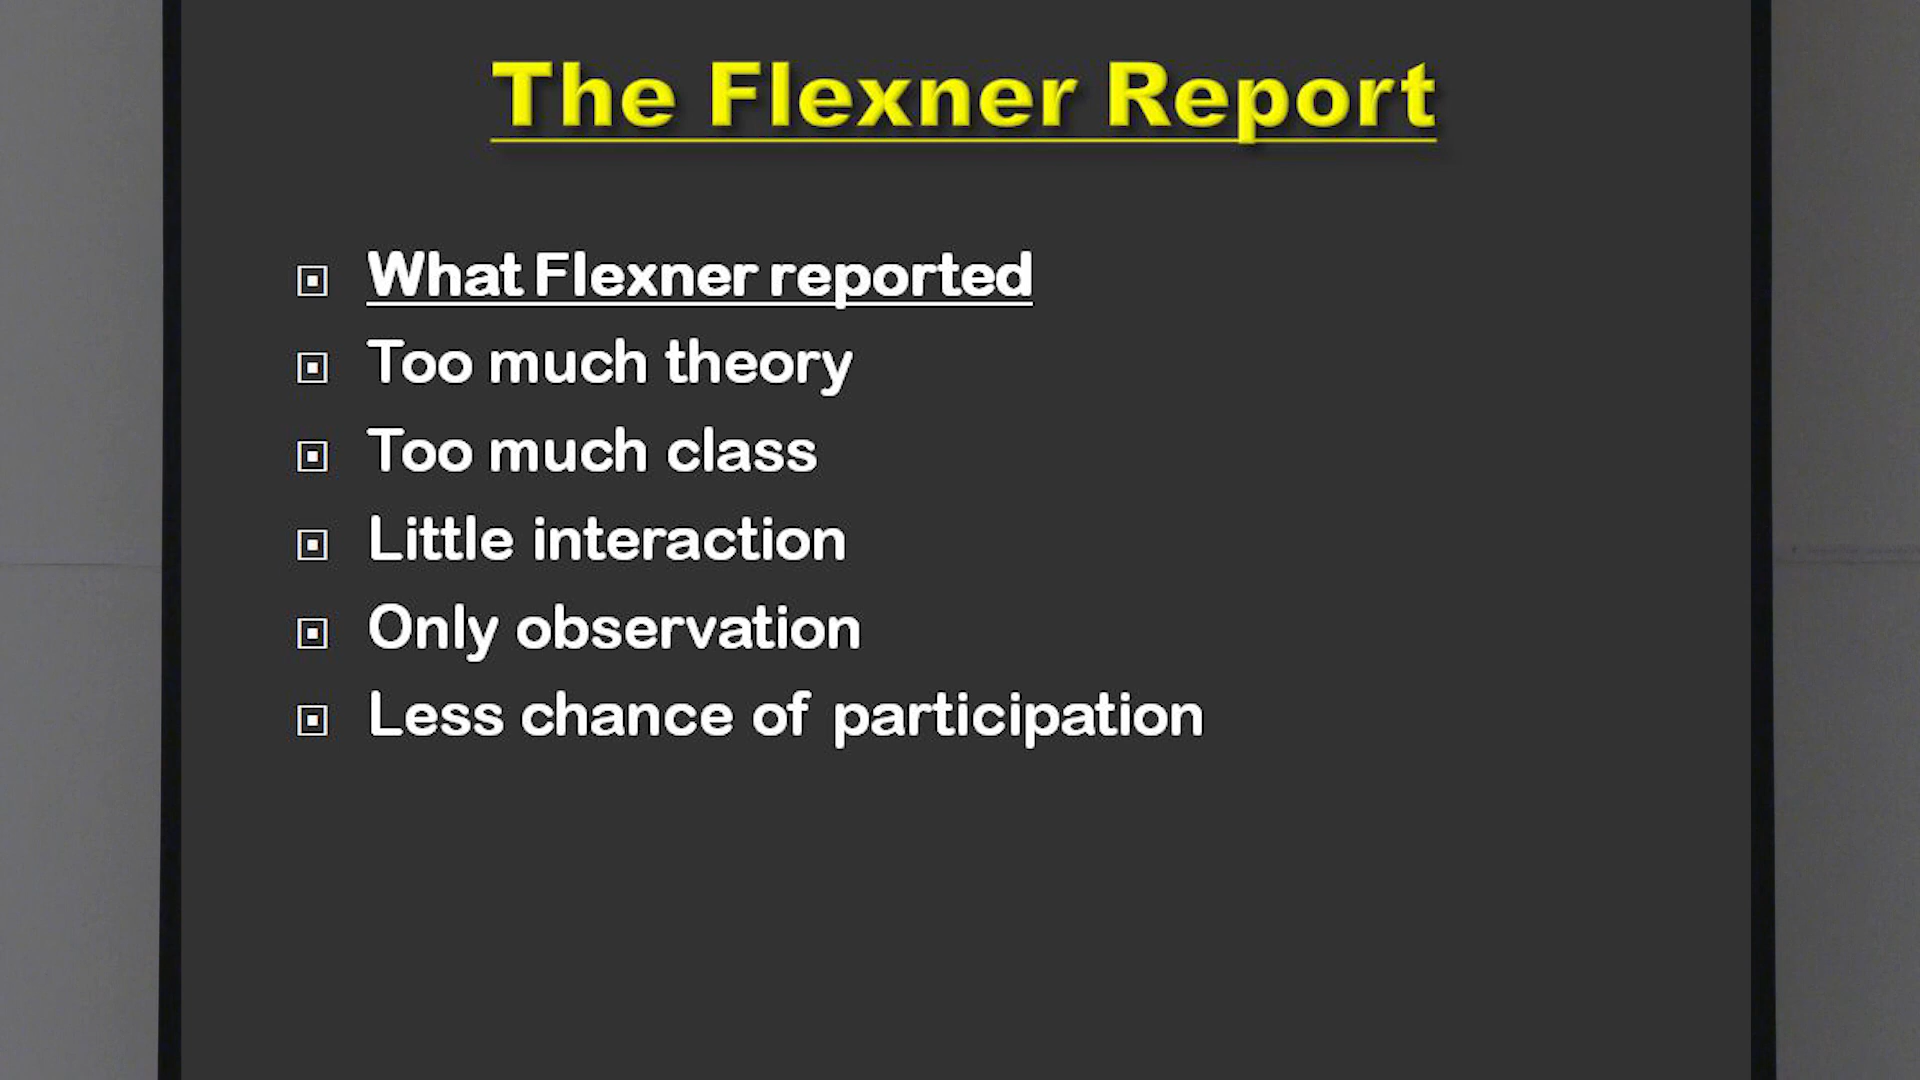 The Flexner Report
What Flexner reported
Too much theory
Too much class
Little interaction
Only observation
Less chance of participation